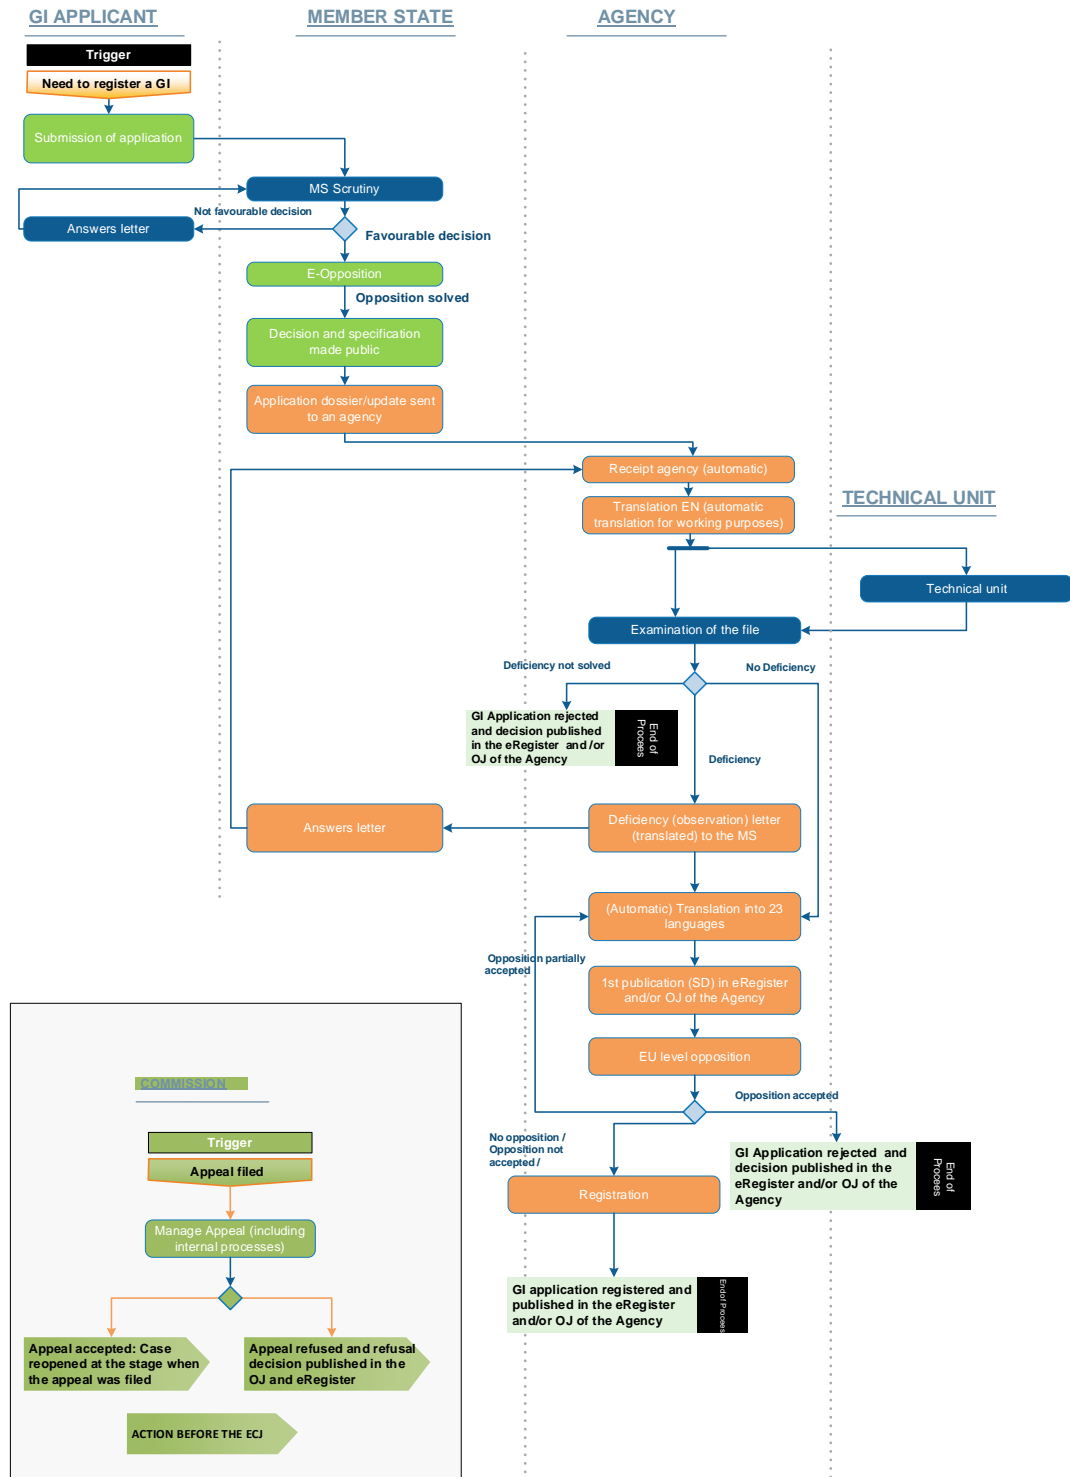 GI APPLICANT
MEMBER STATE
AGENCY
Trigger
Need to register a GI
Submission of application
MS Scrutiny
Not favourable decision
Answers letter
Favourable decision
E-Opposition
Opposition solved
Decision and specification
made public
Application dossier/update sent
to an agency
Receipt agency (automatic)
TECHNICAL UNIT
Translation EN (automatic
translation for working purposes)
Technical unit
Examination of the file
Deficiency not solved
No Deficiency
GI Application rejected
and decision published
in the eRegister and /or
OJ of the Agency
End of
Procees
Deficiency
Answers letter
Deficiency (observation) letter
(translated) to the MS
(Automatic) Translation into 23
languages
Opposition partially
accepted
1st publication (SD) in eRegister
and/or OJ of the Agency
EU level opposition
Opposition accepted
No opposition /
Opposition not
accepted /
GI Application rejected and
decision published in the
eRegister and/or OJ of the
Agency
End of
Procees
Registration
GI application registered and
published in the eRegister
and/or OJ of the Agency
End of Procees
COMMISSION
Trigger
Appeal filed
Manage Appeal (including
internal processes)
Appeal accepted: Case
reopened at the stage when
the appeal was filed
Appeal refused and refusal
decision published in the
OJ and eRegister
ACTION BEFORE THE ECJ